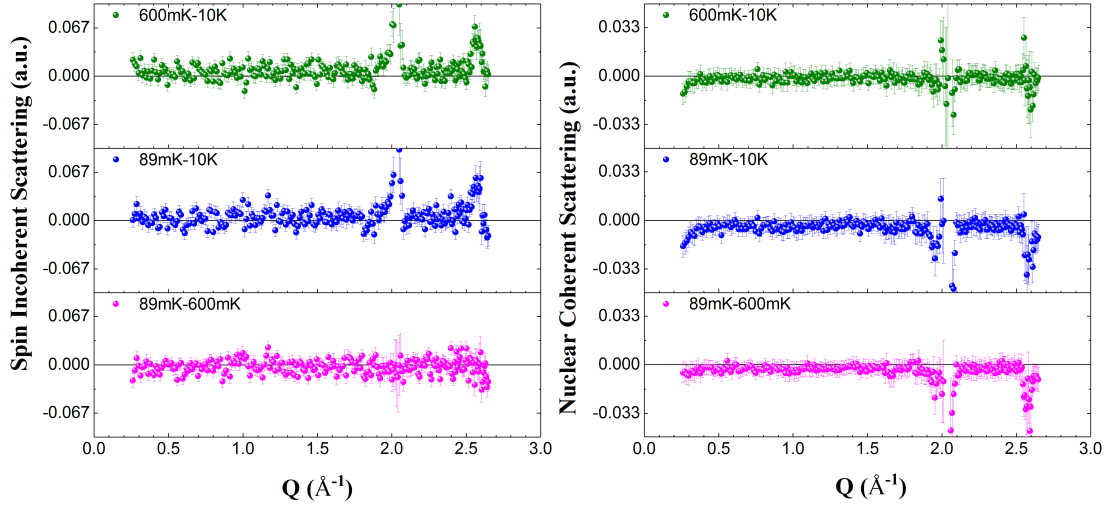 600mK-10K
0.067
0.000
-0.067
89mK-10K
0.067
0.000
-0.067
89mK-600mK
0.067
0.000
-0.067
0.0 0.5 1.0 1.5 2.0 2.5 3.0
Q (Å⁻¹)
Spin Incoherent Scattering (a.u.)
600mK-10K
0.033
0.000
-0.033
89mK-10K
0.033
0.000
-0.033
89mK-600mK
0.033
0.000
-0.033
0.0 0.5 1.0 1.5 2.0 2.5 3.0
Q (Å⁻¹)
Nuclear Coherent Scattering (a.u.)